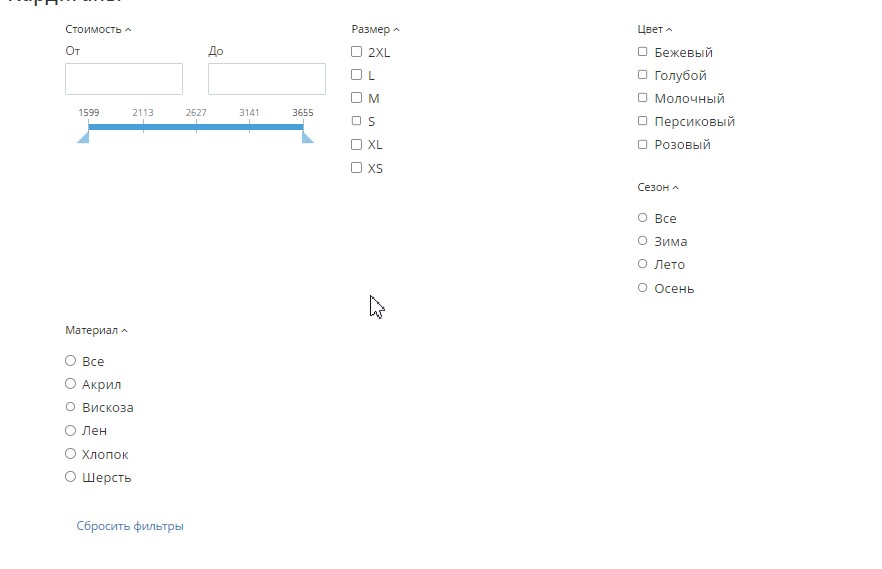 Стоимость
От
До
1599 2113 2627 3141 3655
Размер
2XL
L
M
S
XL
XS
Цвет
Бежевый
Голубой
Молочный
Персиковый
Розовый
Сезон
Все
Зима
Лето
Осень
Материал
Все
Акрил
Вискоза
Лен
Хлопок
Шерсть
Сбросить фильтры